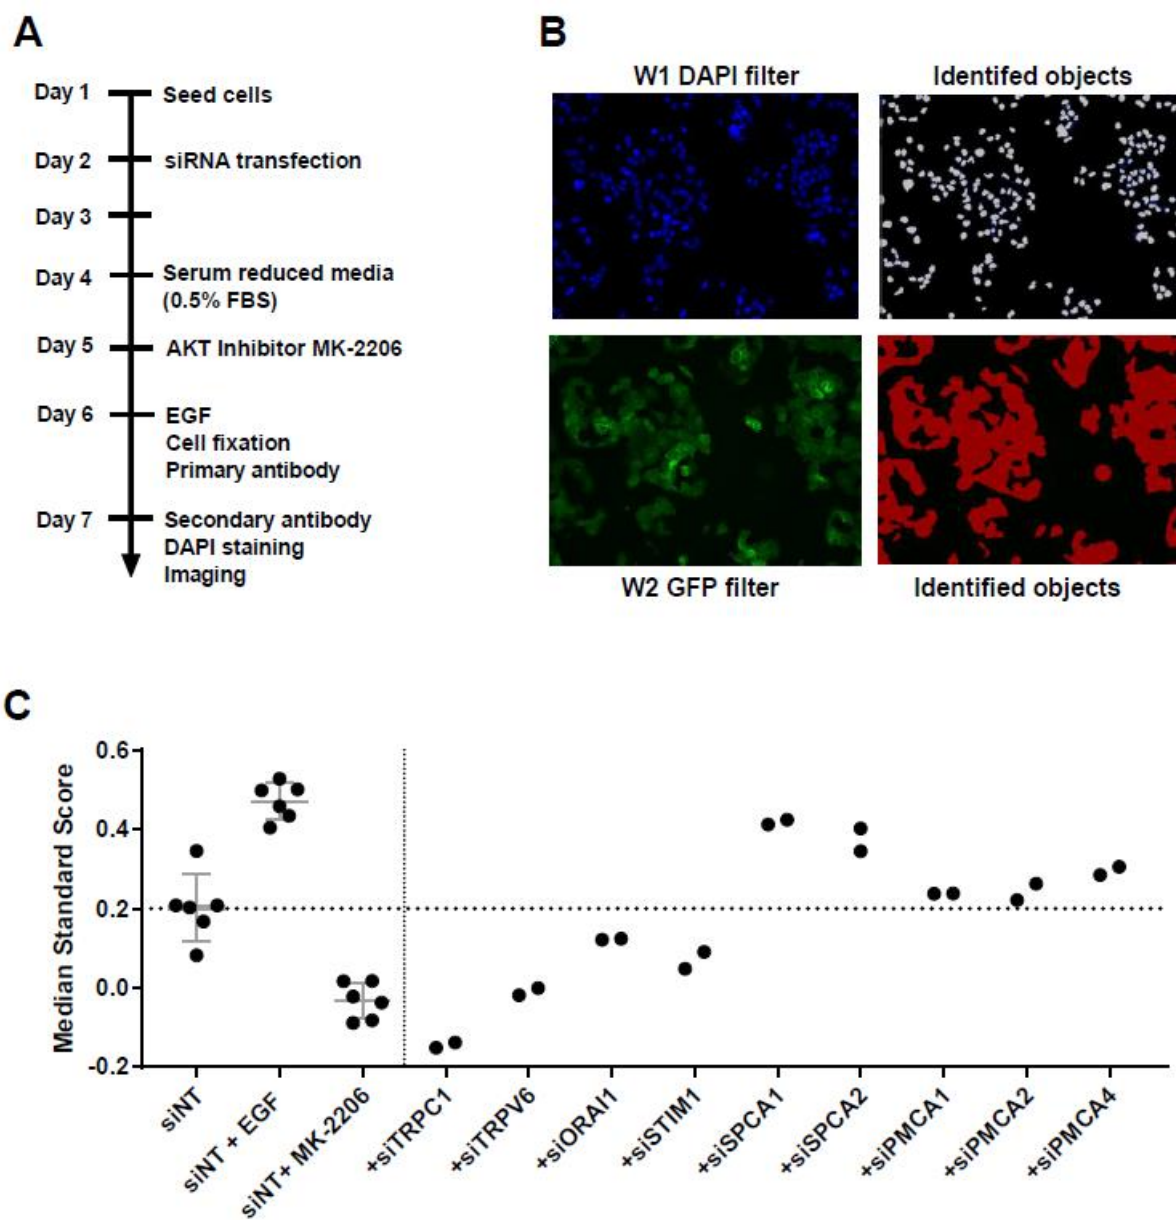 A
Day 1 Seed cells
Day 2 siRNA transfection
Day 3
Day 4 Serum reduced media
(0.5% FBS)
Day 5 AKT Inhibitor MK-2206
Day 6 EGF
Cell fixation
Primary antibody
Day 7 Secondary antibody
DAPI staining
Imaging
B
W1 DAPI filter
Identifed objects
W2 GFP filter
Identified objects
C
Median Standard Score
0.6
0.4
0.2
0.0
-0.2
siNT
siNT + EGF
siNT+ MK-2206
+siTRPC1
+siTRPV6
+siORAI1
+siSTIM1
+siSPCA1
+siSPCA2
+siPMCA1
+siPMCA2
+siPMCA4